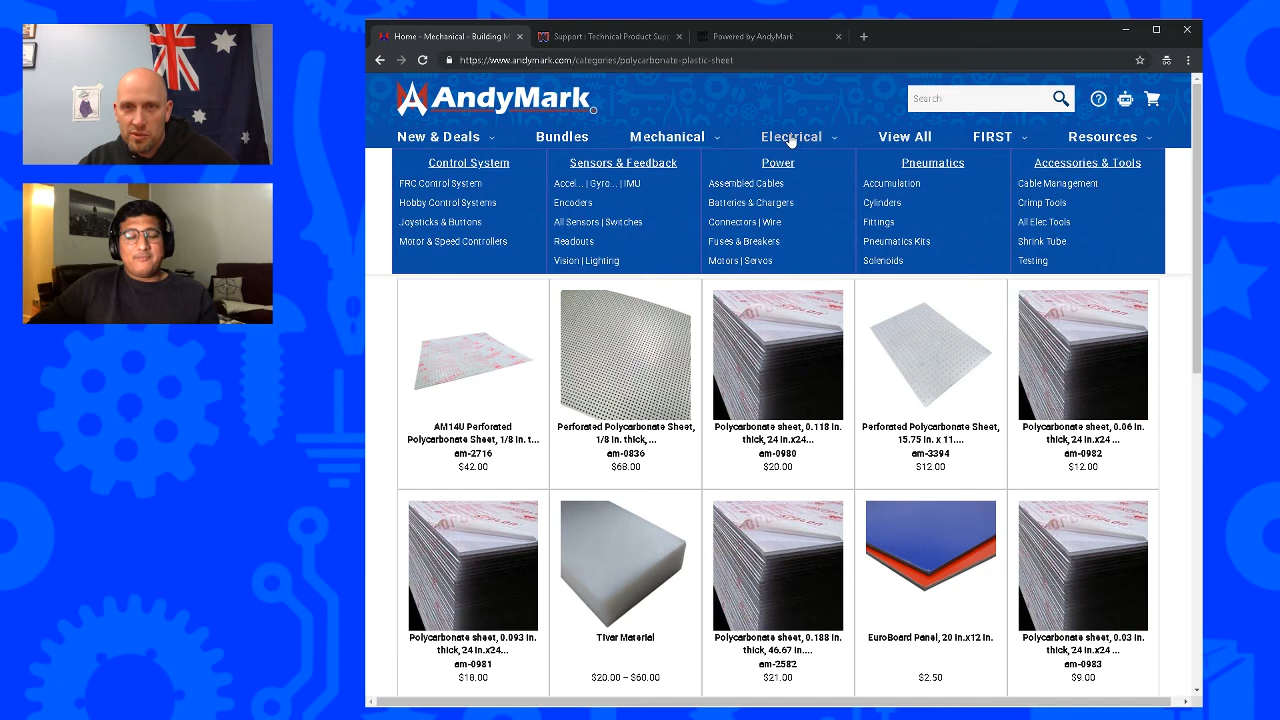 Home - Mechanical - Building M
Support : Technical Product Supp
Powered by AndyMark
https://www.andymark.com/categories/polycarbonate-plastic-sheet
AndyMark
Search
New & Deals
Bundles
Mechanical
Electrical
View All
FIRST
Resources
Control System
Sensors & Feedback
Power
Pneumatics
Accessories & Tools
FRC Control System
Accel... | Gyro... | IMU
Assembled Cables
Accumulation
Cable Management
Hobby Control Systems
Encoders
Batteries & Chargers
Cylinders
Crimp Tools
Joysticks & Buttons
All Sensors | Switches
Connectors | Wire
Fittings
All Elec Tools
Motor & Speed Controllers
Readouts
Fuses & Breakers
Pneumatics Kits
Shrink Tube
Vision | Lighting
Motors | Servos
Solenoids
Testing
AM14U Perforated
Polycarbonate Sheet, 1/8 in. t...
am-2716
$42.00
Perforated Polycarbonate Sheet,
1/8 in. thick, ...
am-0836
$68.00
Polycarbonate sheet, 0.118 in.
thick, 24 in.x24...
am-0980
$20.00
Perforated Polycarbonate Sheet,
15.75 in. x 11....
am-3394
$12.00
Polycarbonate sheet, 0.06 in.
thick, 24 in.x24 ...
am-0982
$12.00
Polycarbonate sheet, 0.093 in.
thick, 24 in.x24...
am-0981
$18.00
Tivar Material
$20.00 – $60.00
Polycarbonate sheet, 0.188 in.
thick, 46.67 in....
am-2582
$21.00
EuroBoard Panel, 20 in.x12 in.
$2.50
Polycarbonate sheet, 0.03 in.
thick, 24 in.x24 ...
am-0983
$9.00